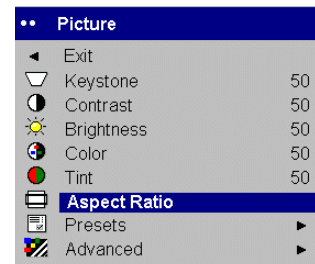 Picture
Exit
Keystone 50
Contrast 50
Brightness 50
Color 50
Tint 50
Aspect Ratio
Presets
Advanced